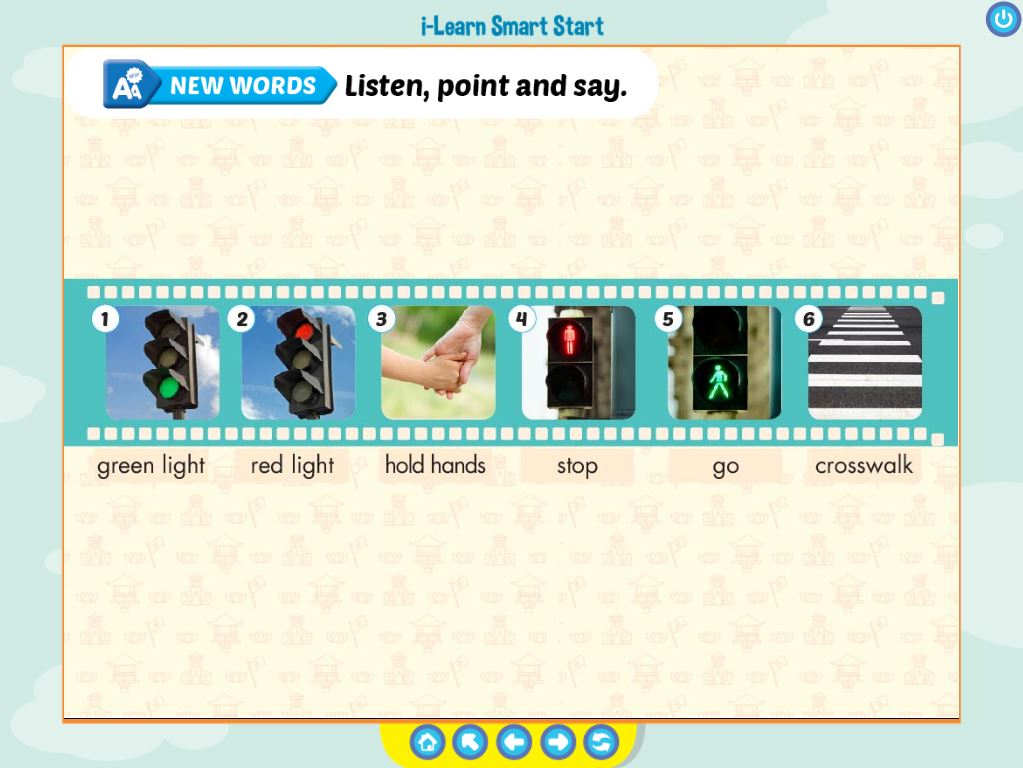 i-Learn Smart Start
NEW WORDS Listen, point and say.
1 2 3 4 5 6
green light red light hold hands stop go crosswalk